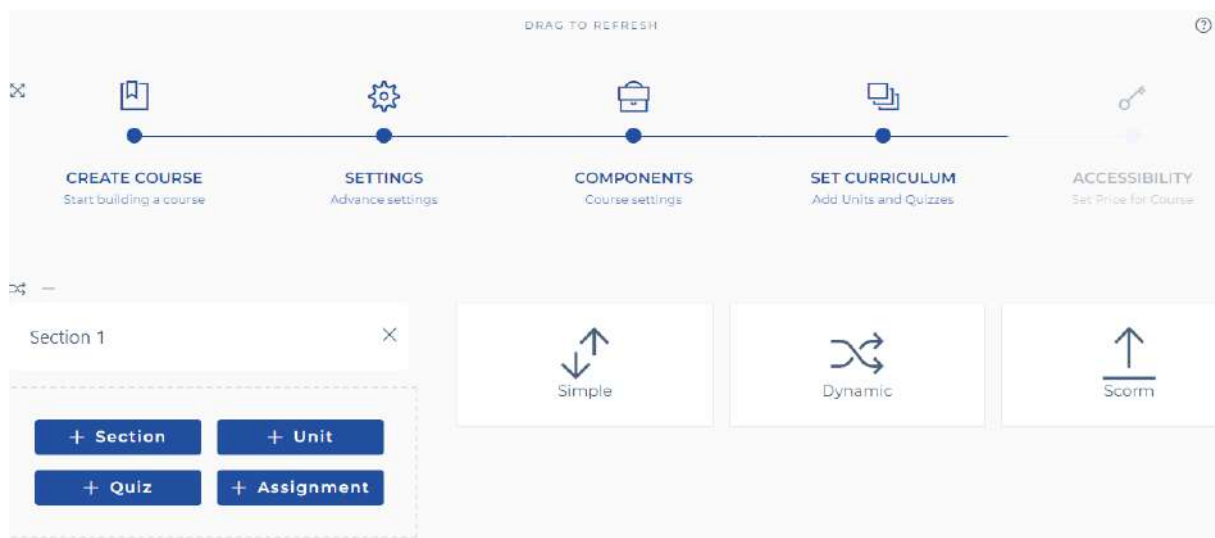 DRAG TO REFRESH
CREATE COURSE
Start building a course
SETTINGS
Advance settings
COMPONENTS
Course settings
SET CURRICULUM
Add Units and Quizzes
ACCESSIBILITY
Set Price for Course
Section 1
Simple
Dynamic
Scorm
+ Section
+ Unit
+ Quiz
+ Assignment